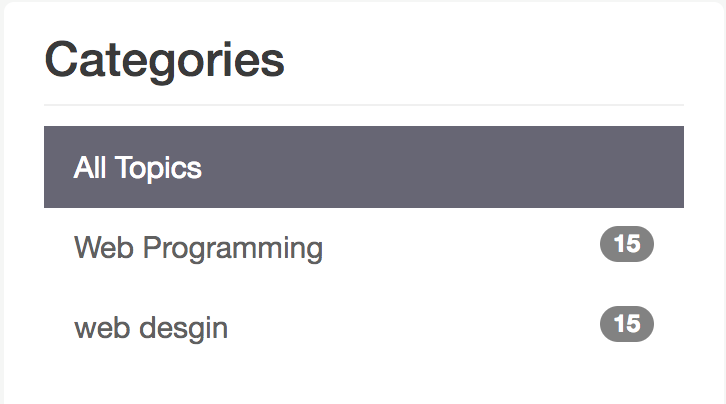 Categories
All Topics
Web Programming 15
web desgin 15